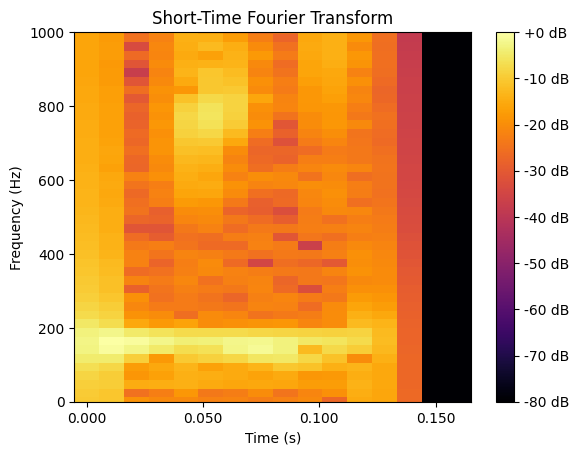 Short-Time Fourier Transform
1000
800
600
400
200
0
Frequency (Hz)
0.000
0.050
0.100
0.150
Time (s)
+0 dB
-10 dB
-20 dB
-30 dB
-40 dB
-50 dB
-60 dB
-70 dB
-80 dB